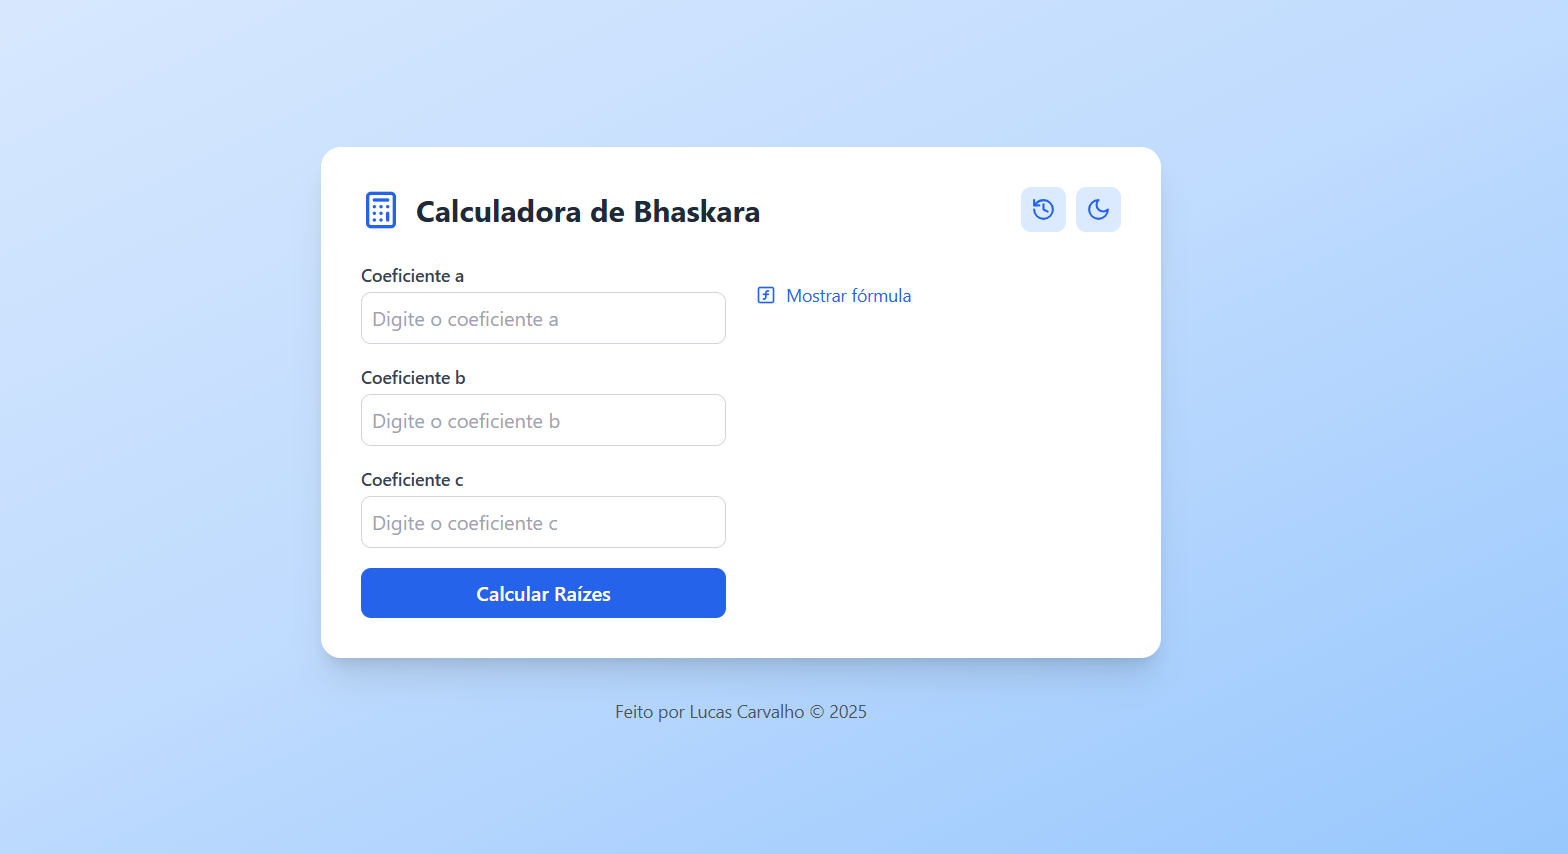 Calculadora de Bhaskara
Coeficiente a
Digite o coeficiente a
Mostrar fórmula
Coeficiente b
Digite o coeficiente b
Coeficiente c
Digite o coeficiente c
Calcular Raízes
Feito por Lucas Carvalho © 2025